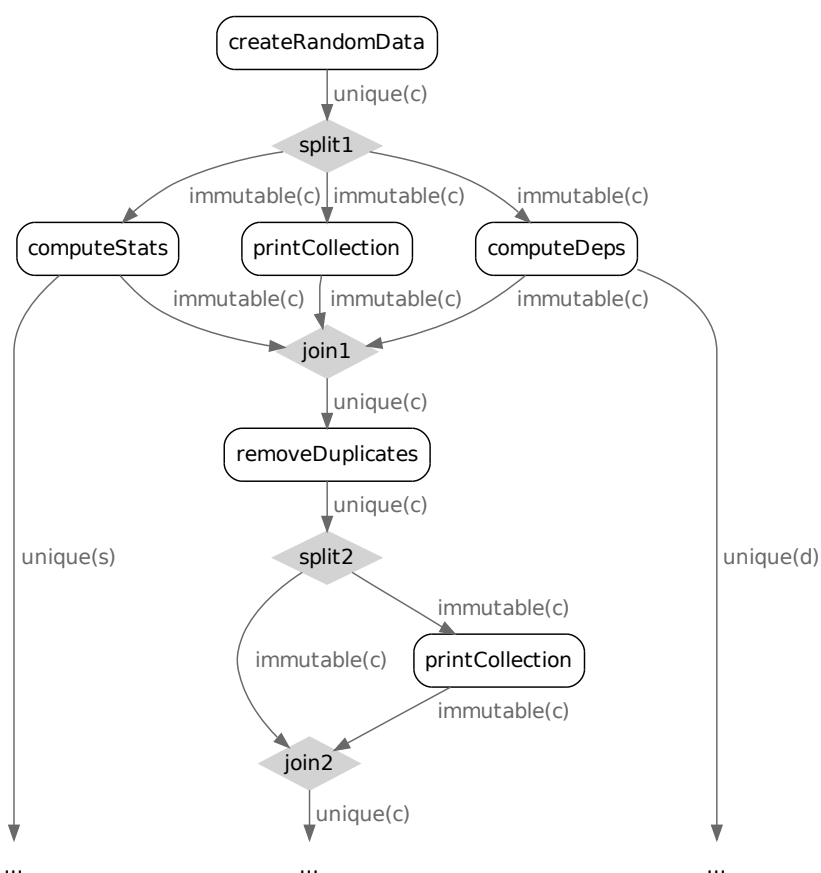 createRandomData
unique(c)
split1
immutable(c) immutable(c) immutable(c)
computeStats printCollection computeDeps
immutable(c) immutable(c) immutable(c)
join1
unique(c)
removeDuplicates
unique(c)
unique(s) split2 unique(d)
immutable(c)
immutable(c) printCollection
immutable(c)
join2
unique(c)
... ... ...